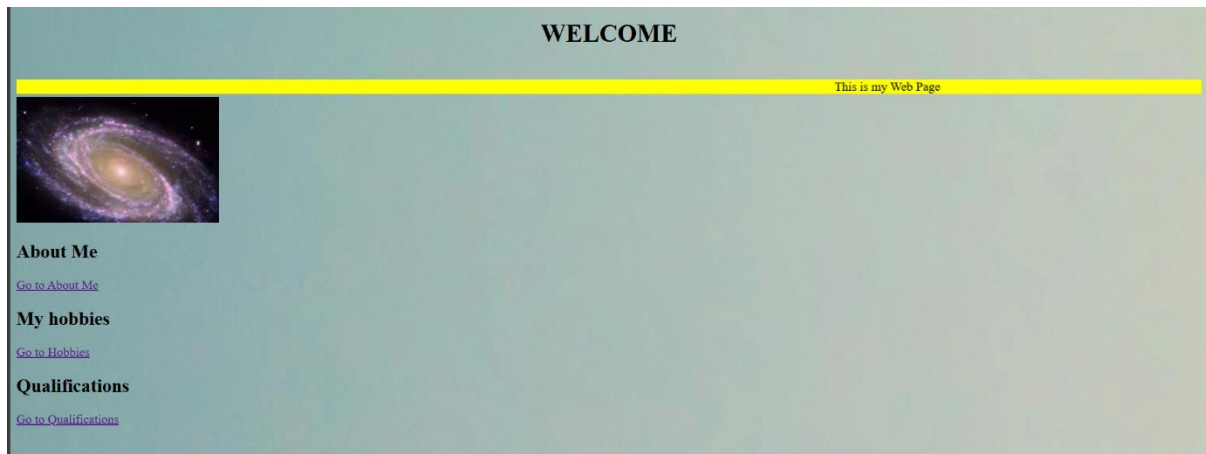 WELCOME
This is my Web Page
About Me
Go to About Me
My hobbies
Go to Hobbies
Qualifications
Go to Qualifications